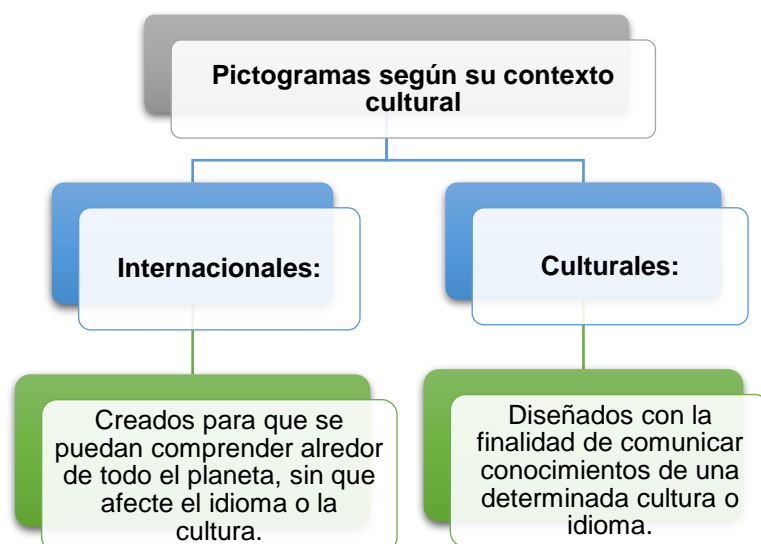 Pictogramas según su contexto
cultural
Internacionales:
Culturales:
Creados para que se
puedan comprender alredor
de todo el planeta, sin que
afecte el idioma o la
cultura.
Diseñados con la
finalidad de comunicar
conocimientos de una
determinada cultura o
idioma.